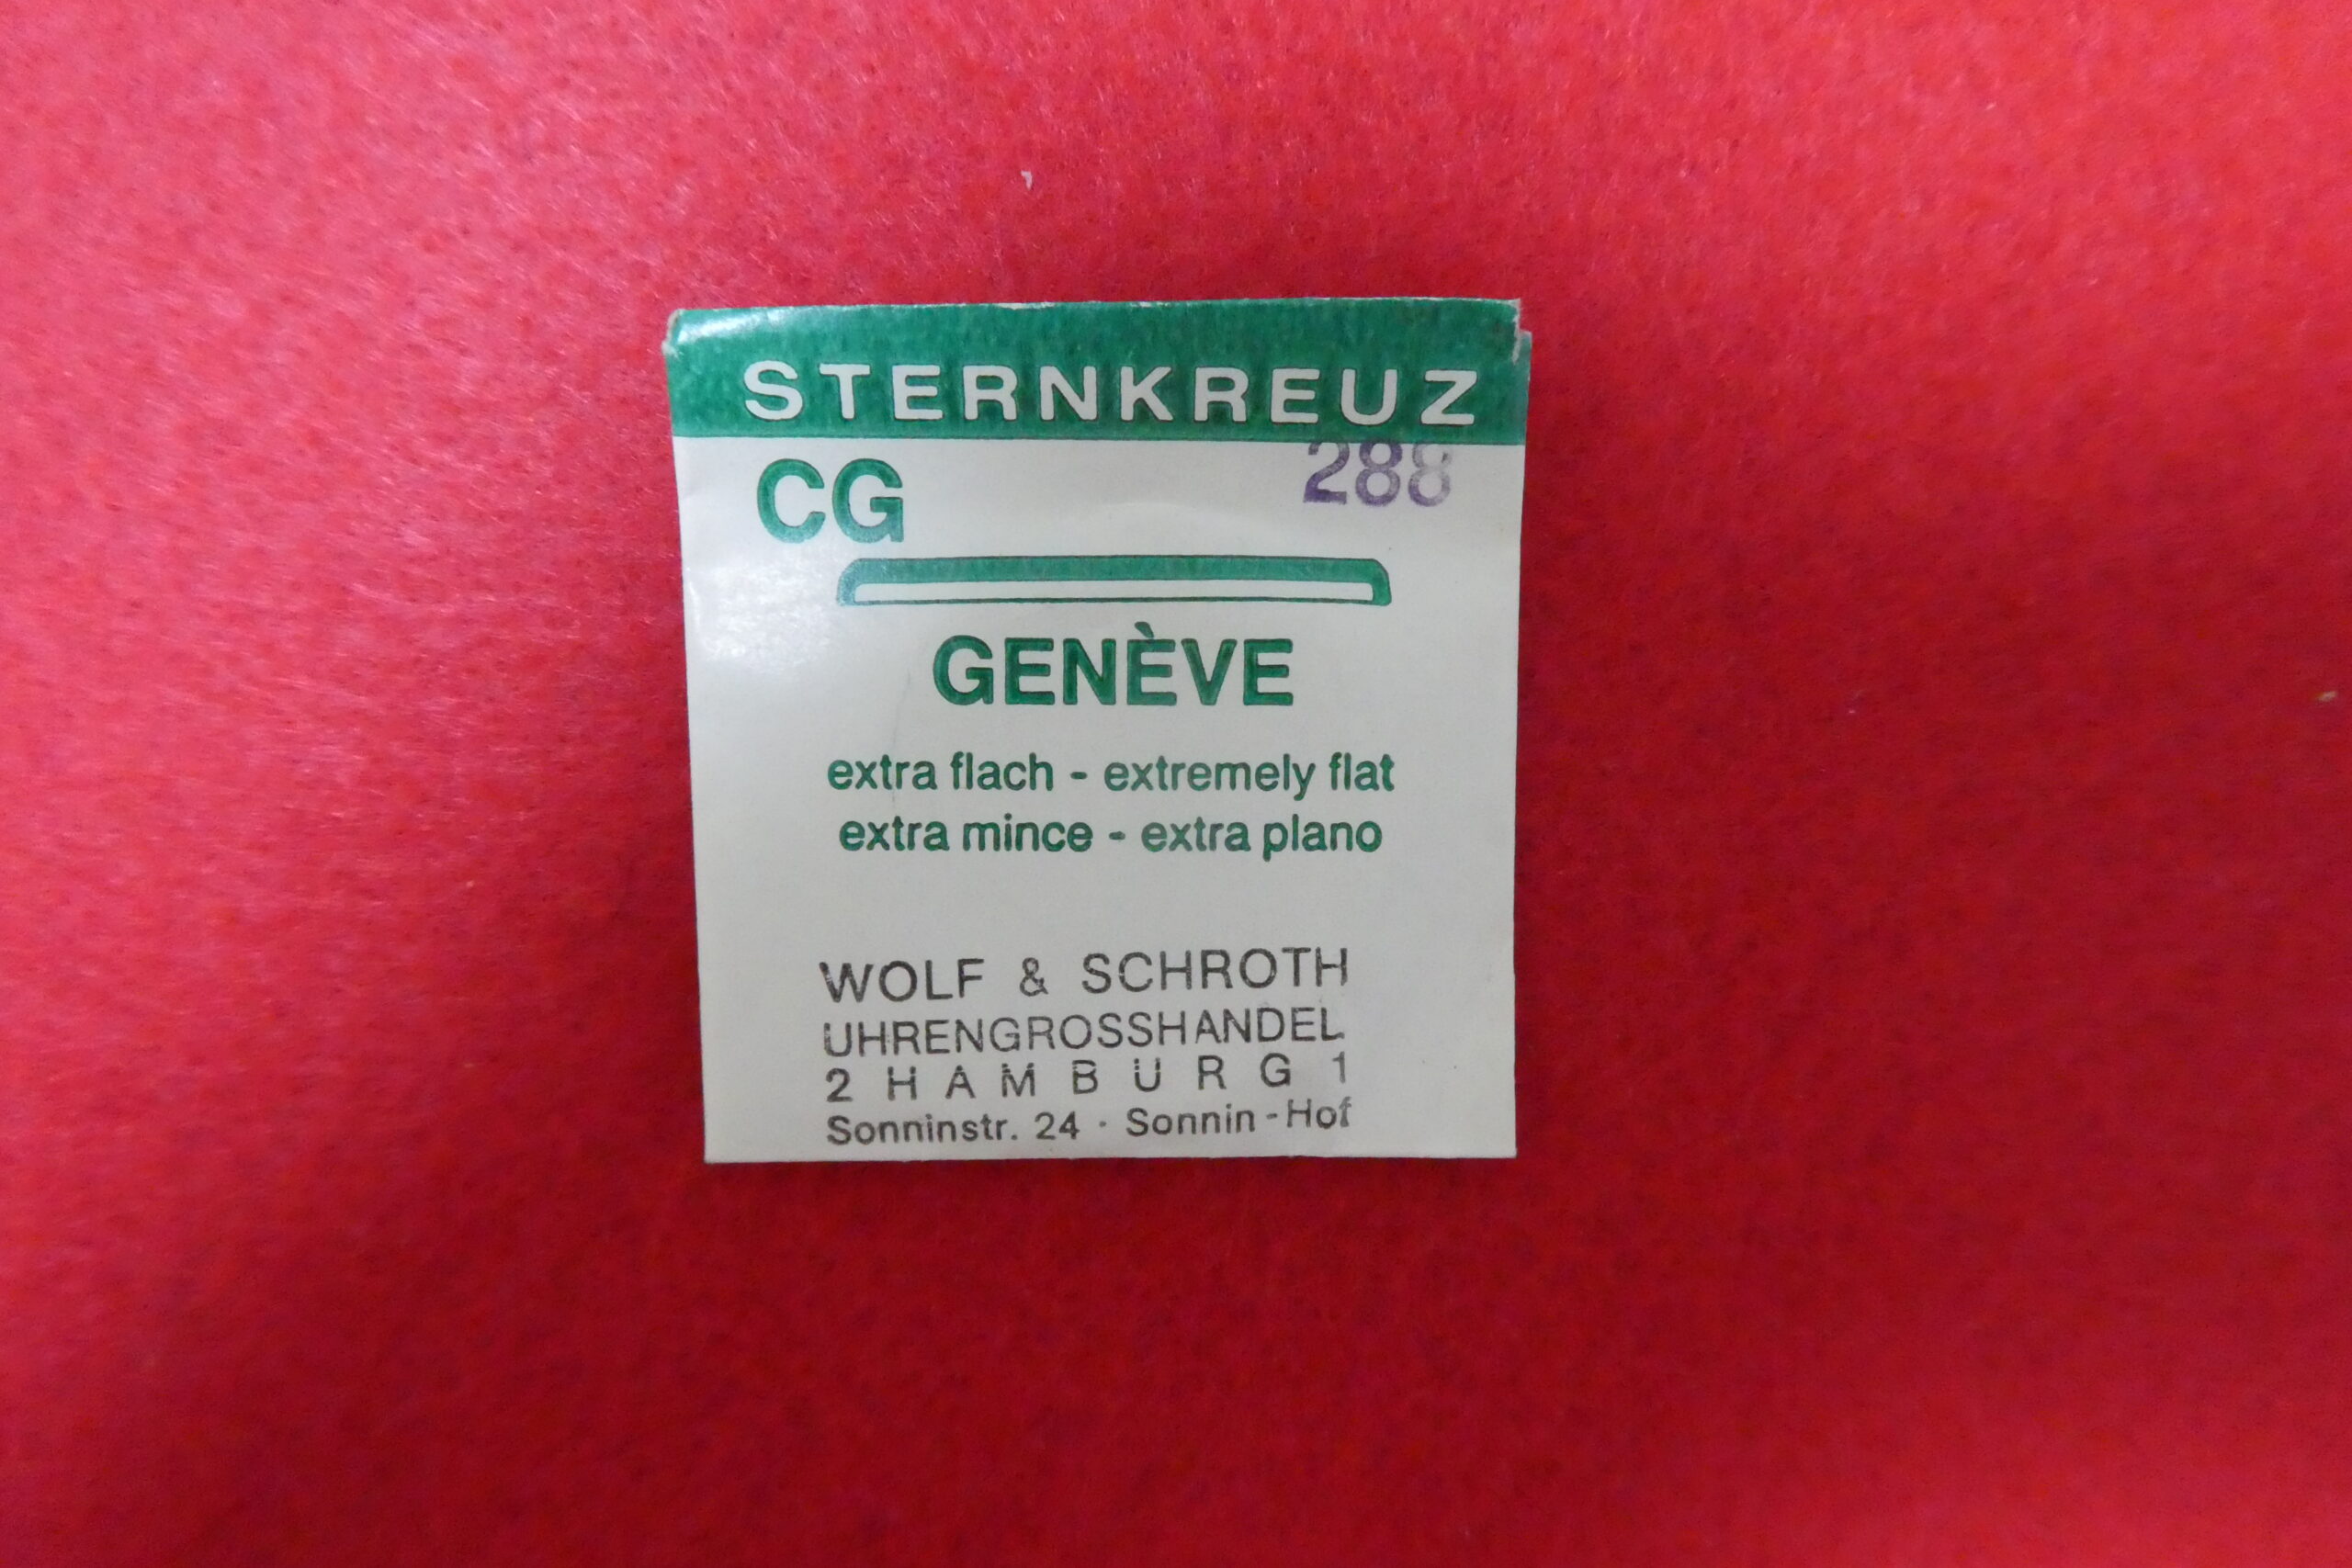 STERNKREUZ
CG 288
GENÈVE
extra flach - extremely flat
extra mince - extra plano
WOLF & SCHROTH
UHRENGROSSHANDEL
2 HAMBURG 1
Sonninstr. 24 · Sonnin-Hof